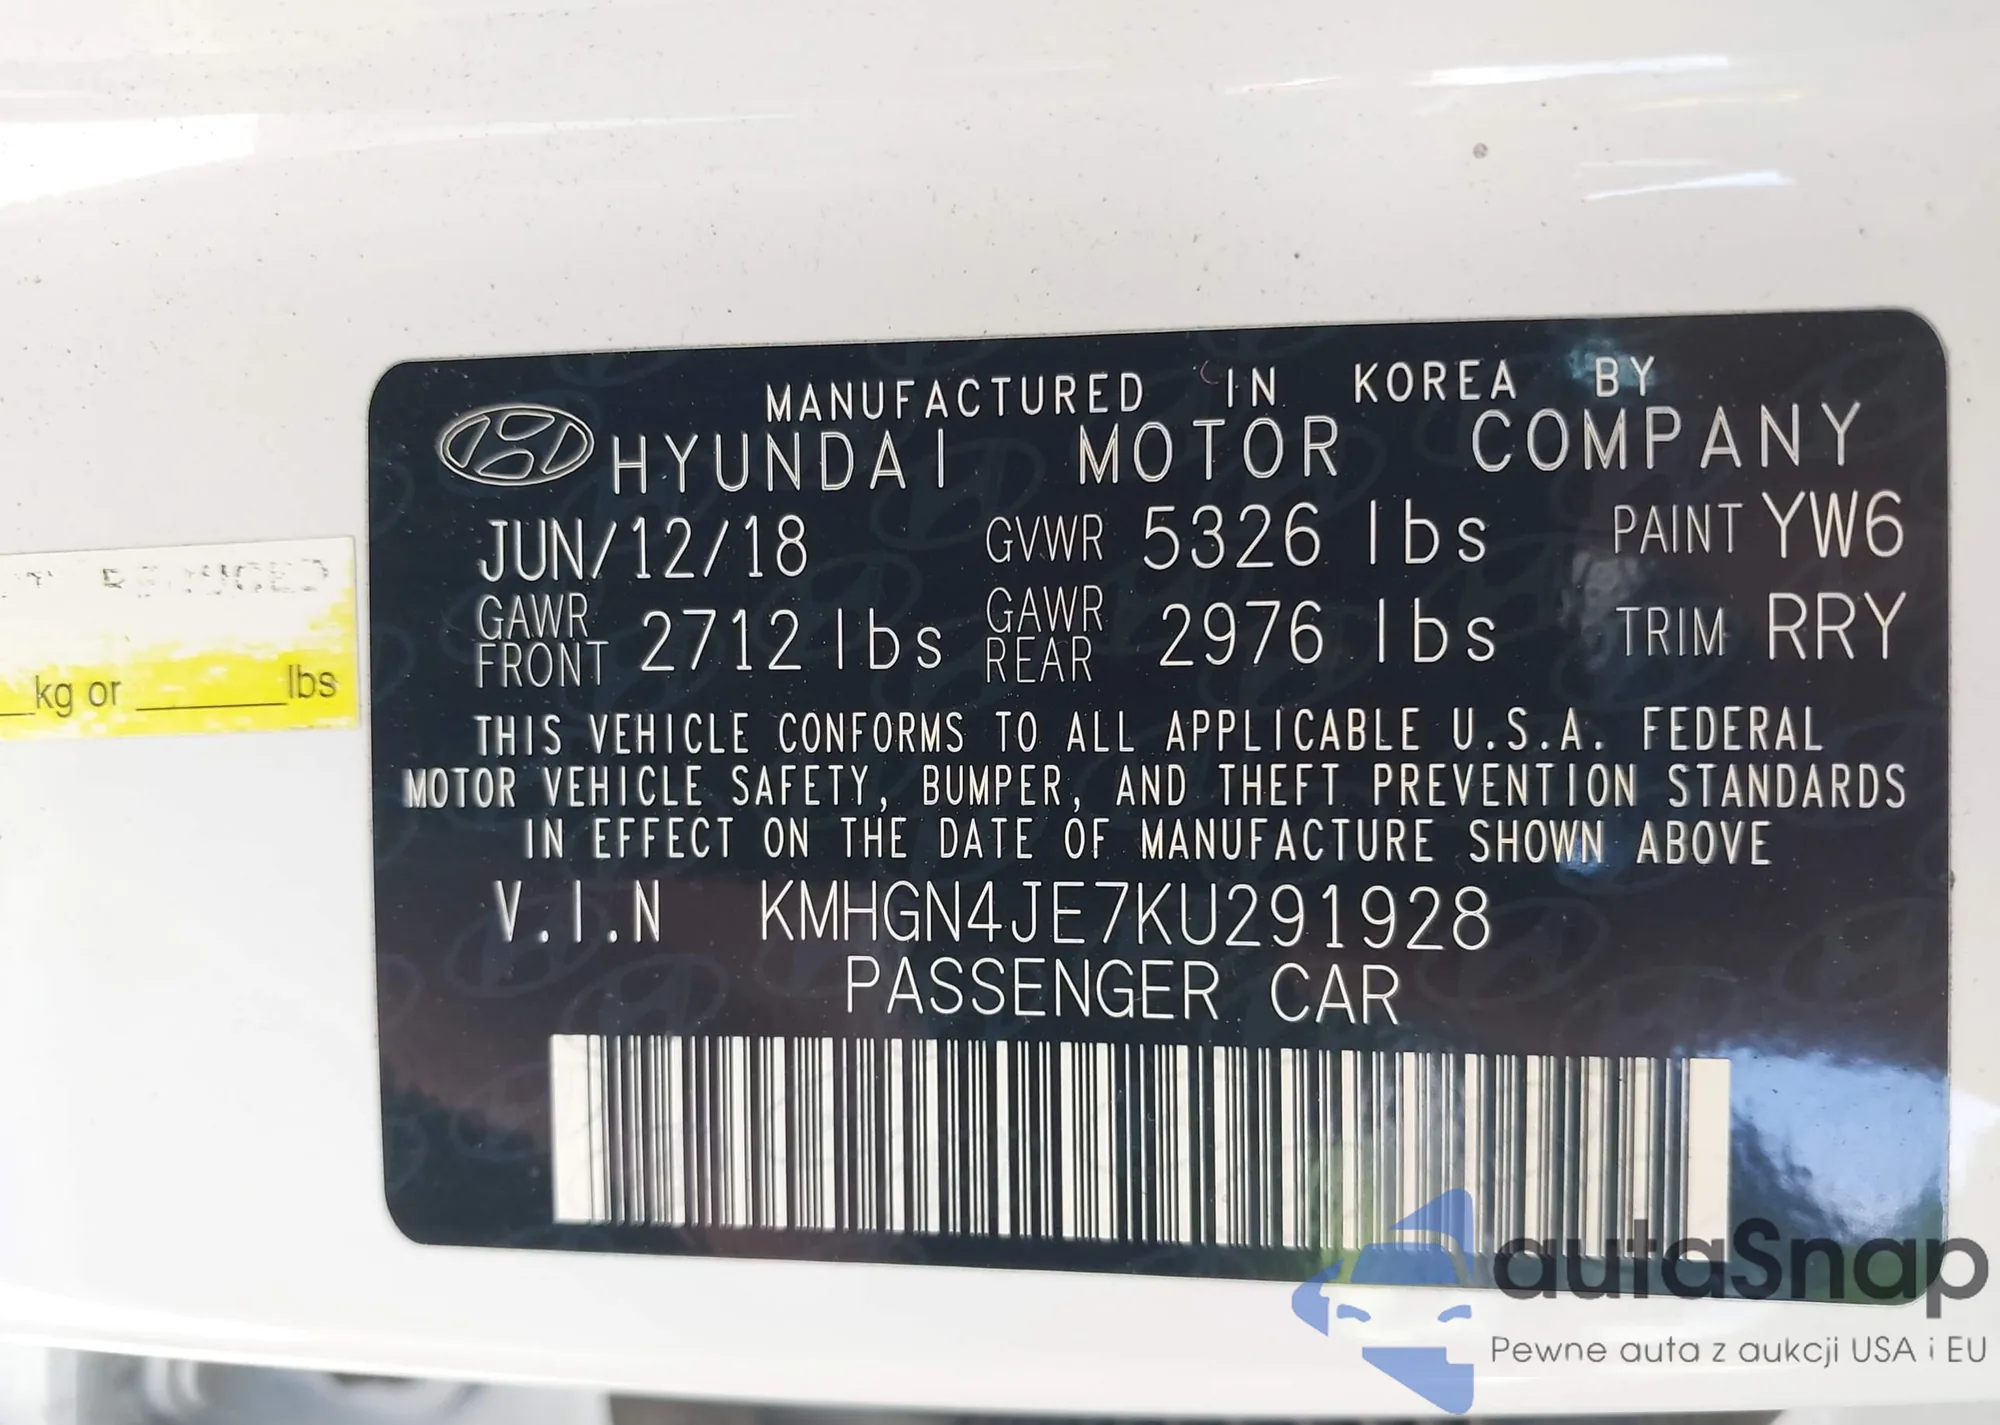 MANUFACTURED IN KOREA BY
HYUNDAI MOTOR COMPANY
JUN/12/18 GVWR 5326 lbs PAINT YW6
GAWR FRONT 2712 lbs GAWR REAR 2976 lbs TRIM RRY
THIS VEHICLE CONFORMS TO ALL APPLICABLE U.S.A. FEDERAL
MOTOR VEHICLE SAFETY, BUMPER, AND THEFT PREVENTION STANDARDS
IN EFFECT ON THE DATE OF MANUFACTURE SHOWN ABOVE
V.I.N KMHGN4JE7KU291928
PASSENGER CAR
kg or ______ lbs
autaSnap
Pewne auta z aukcji USA i EU